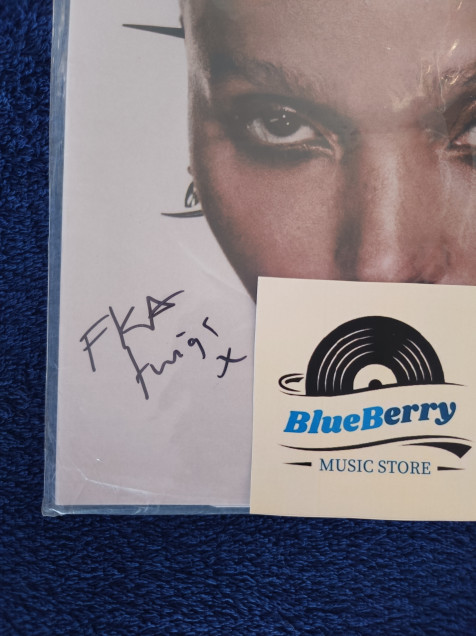 FKA
twigs
x
BlueBerry
MUSIC STORE